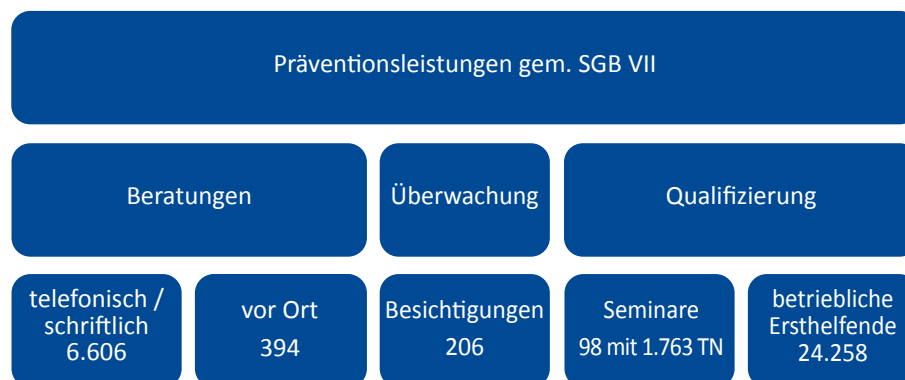 Präventionsleistungen gem. SGB VII
Beratungen
Überwachung
Qualifizierung
telefonisch /
schriftlich
6.606
vor Ort
394
Besichtigungen
206
Seminare
98 mit 1.763 TN
betriebliche
Ersthelfende
24.258